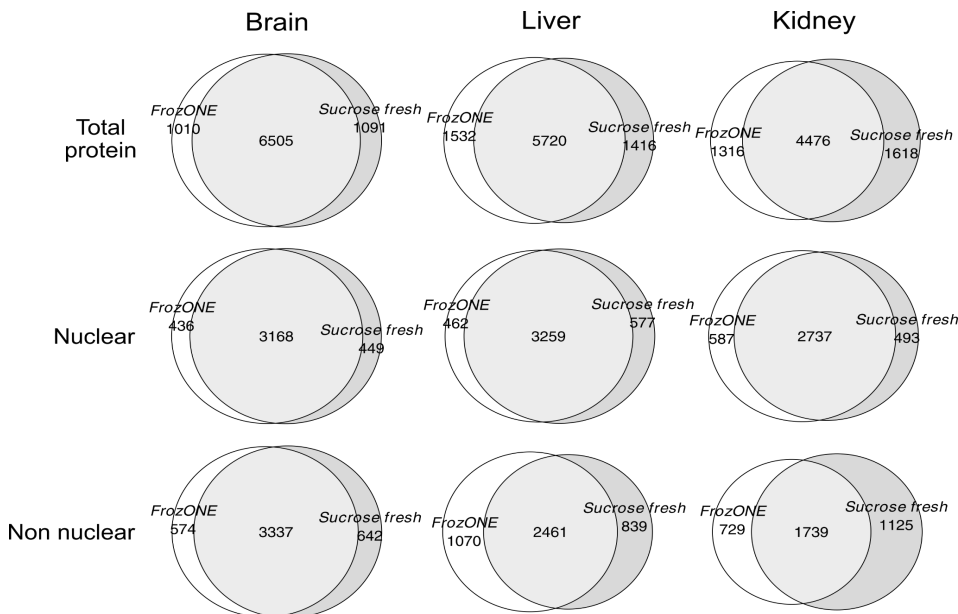 Brain Liver Kidney
Total
protein
FrozONE
1010
6505
Sucrose fresh
1091
FrozONE
1532
5720
Sucrose fresh
1416
FrozONE
1316
4476
Sucrose fresh
1618
Nuclear
FrozONE
436
3168
Sucrose fresh
449
FrozONE
462
3259
Sucrose fresh
577
FrozONE
587
2737
Sucrose fresh
493
Non nuclear
FrozONE
574
3337
Sucrose fresh
642
FrozONE
1070
2461
Sucrose fresh
839
FrozONE
729
1739
Sucrose fresh
1125